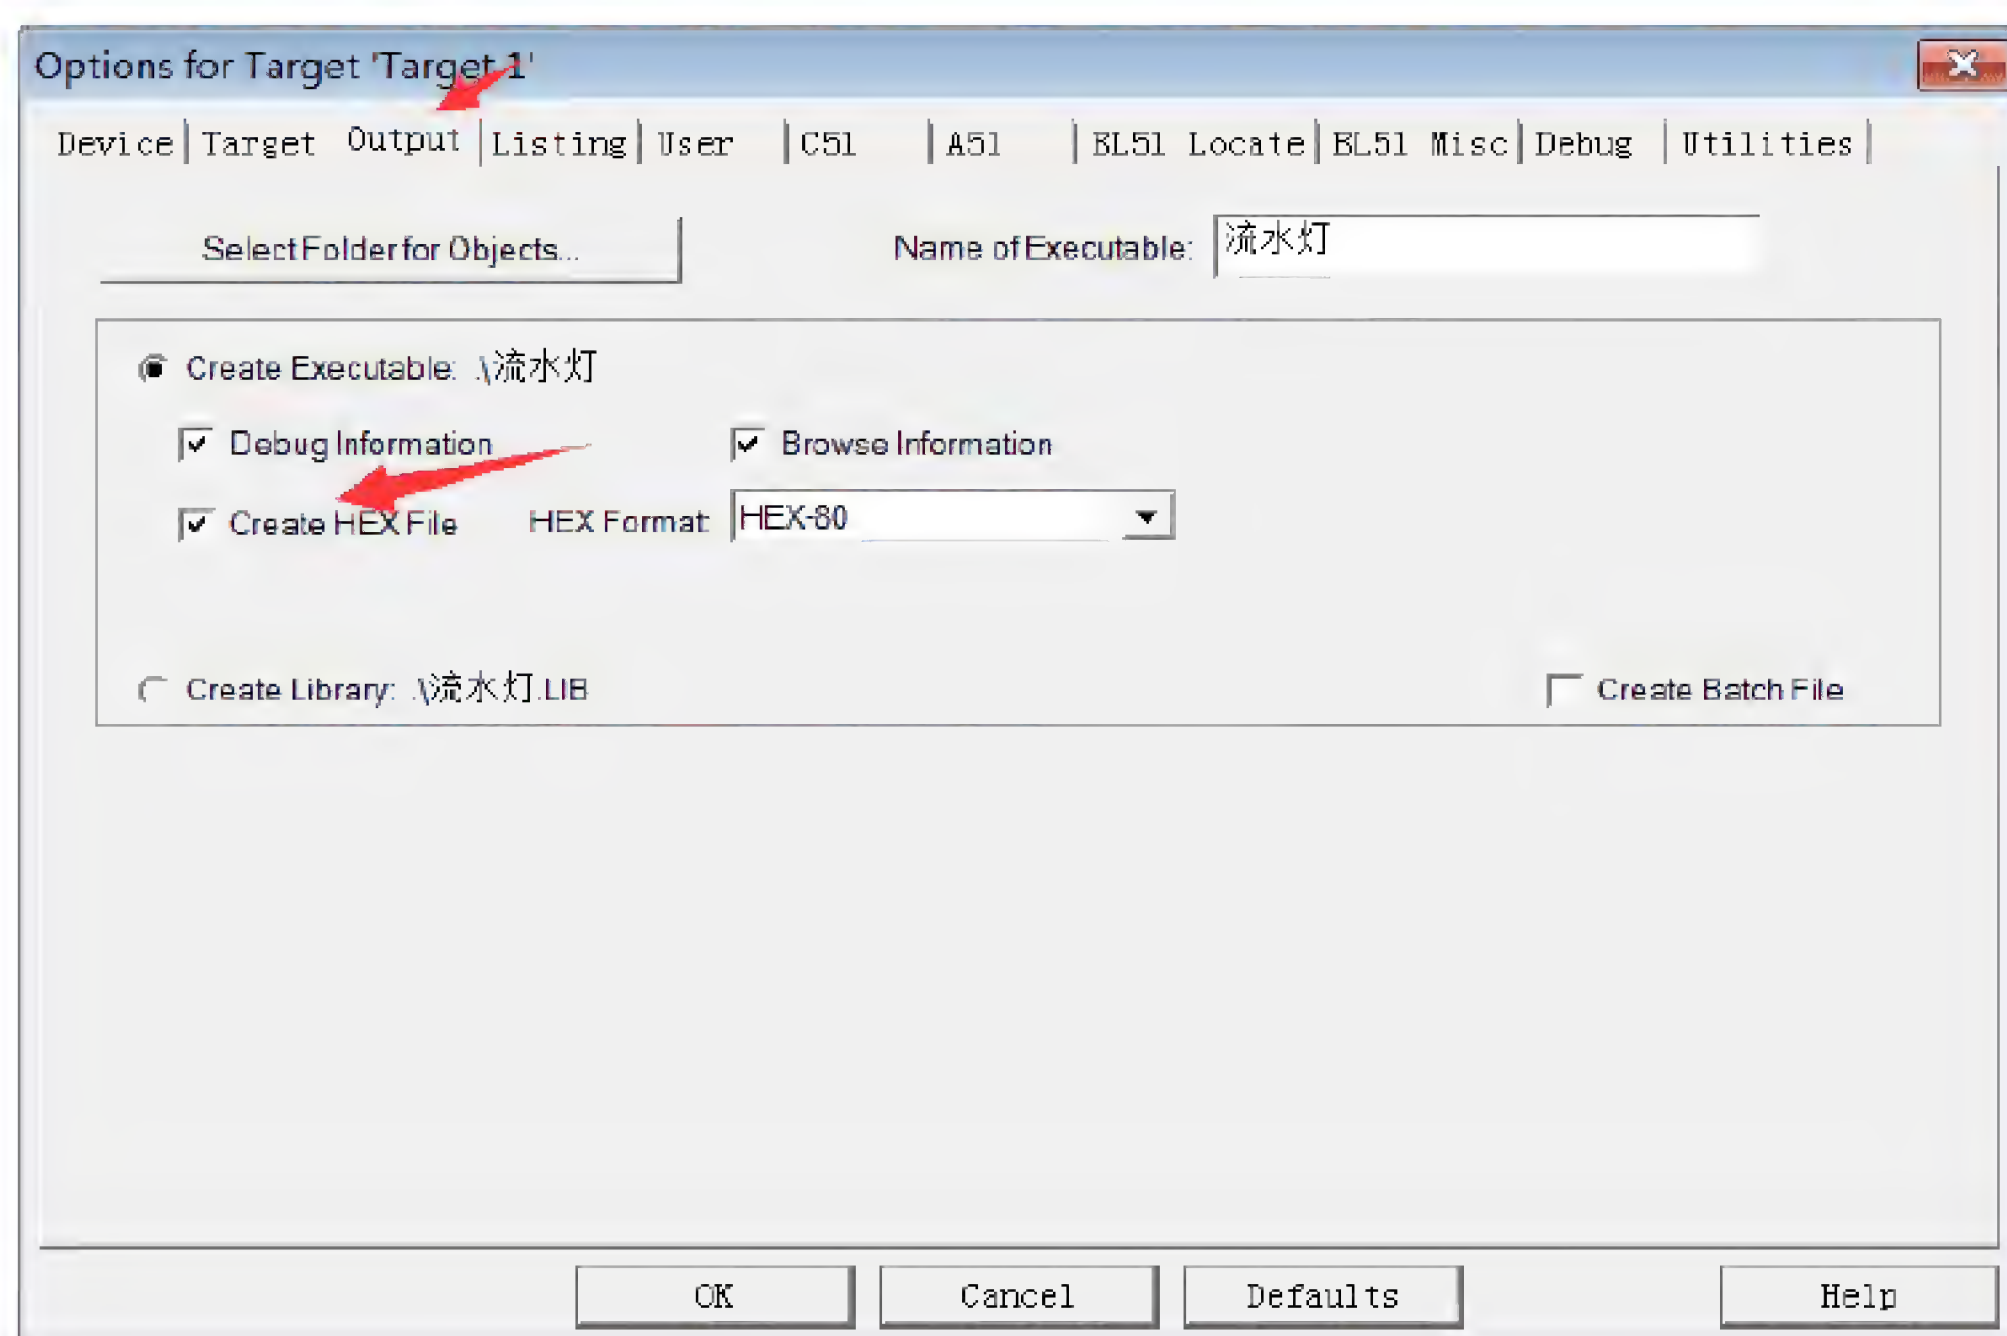 Options for Target 'Target 1'
Device Target Output Listing User C51 A51 BL51 Locate BL51 Misc Debug Utilities
Select Folder for Objects... Name of Executable: 流水灯
Create Executable: .\流水灯
Debug Information Browse Information
Create HEX File HEX Format: HEX-80
Create Library: .\流水灯.LIB Create Batch File
OK Cancel Defaults Help